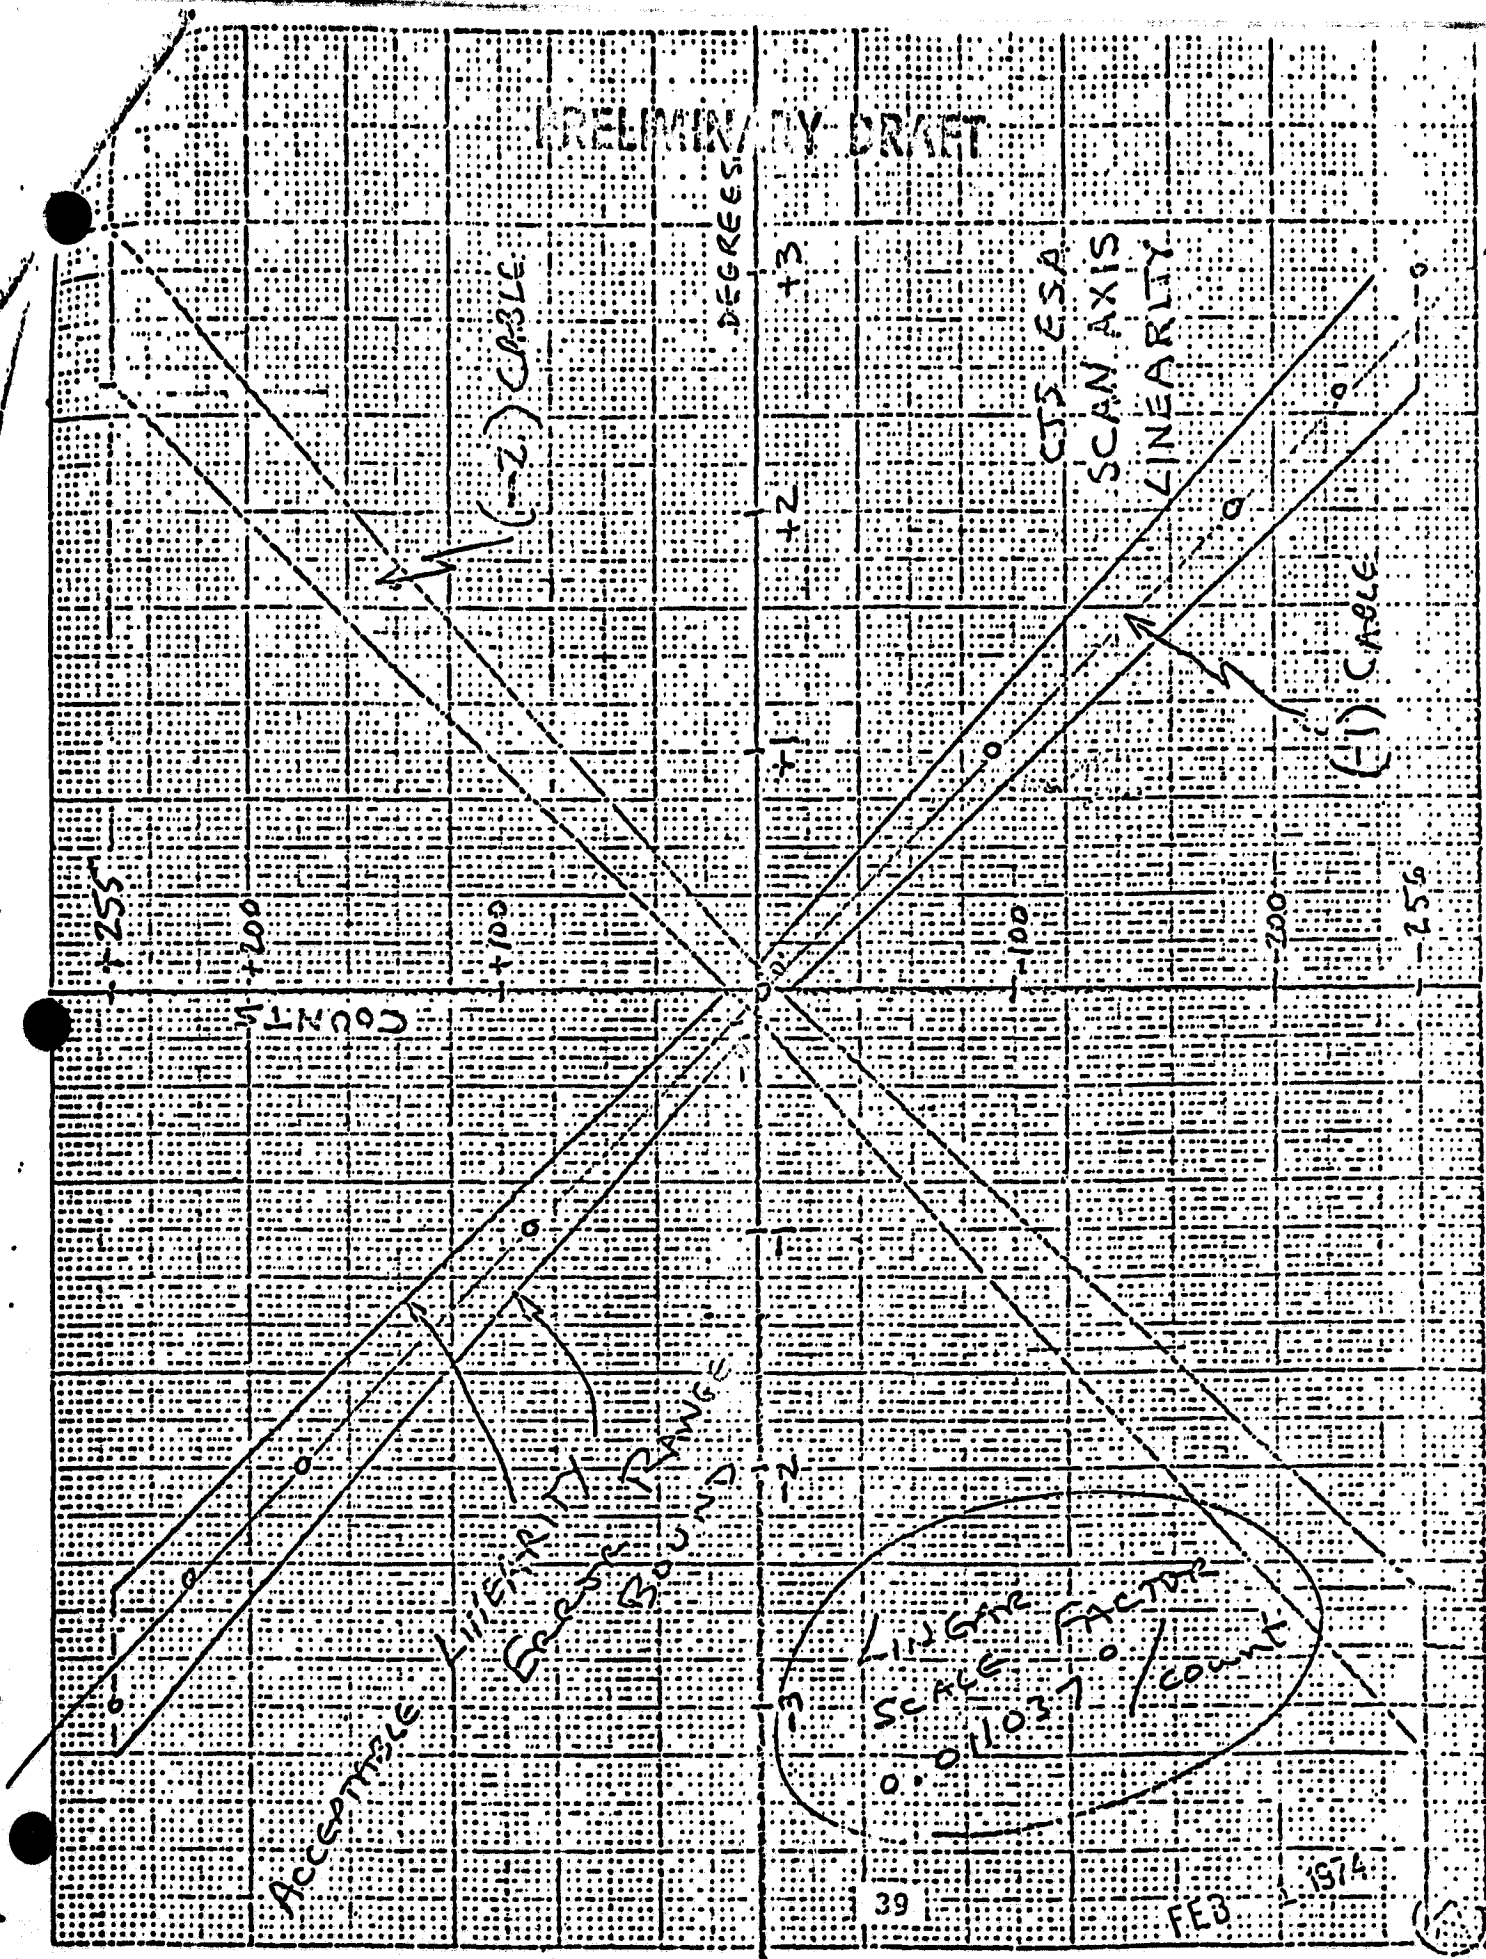 PRELIMINARY DRAFT
DEGREES
+3
+2
+1
-1
-2
-3
COUNTS
+255
+200
+100
-100
-200
-256
(-2) CABLE
CTS ESA
SCAN AXIS
LINEARITY
(-1) CABLE
ACCEPTABLE LINEARITY RANGE
ERROR BOUND
LINEAR
SCALE FACTOR
0.011037 °/count
39
FEB 1 1974